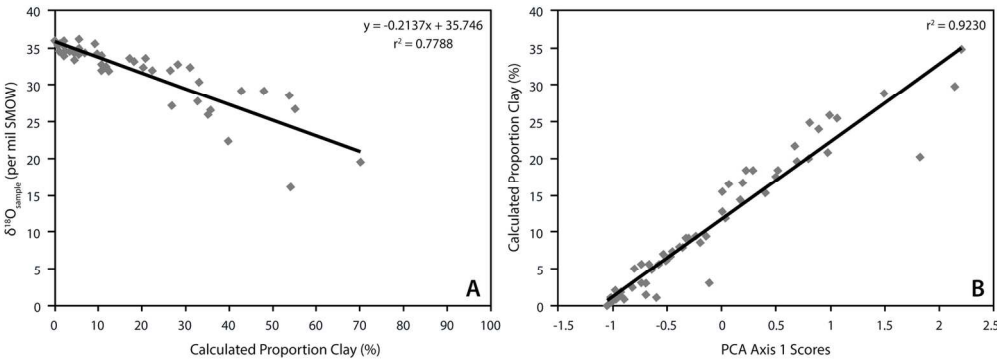 y = -0.2137x + 35.746
r² = 0.7788
40
35
30
25
20
15
10
5
0
δ¹⁸Osample (per mil SMOW)
0 10 20 30 40 50 60 70 80 90 100
Calculated Proportion Clay (%)
A
r² = 0.9230
40
35
30
25
20
15
10
5
0
Calculated Proportion Clay (%)
-1.5 -1 -0.5 0 0.5 1 1.5 2 2.5
PCA Axis 1 Scores
B